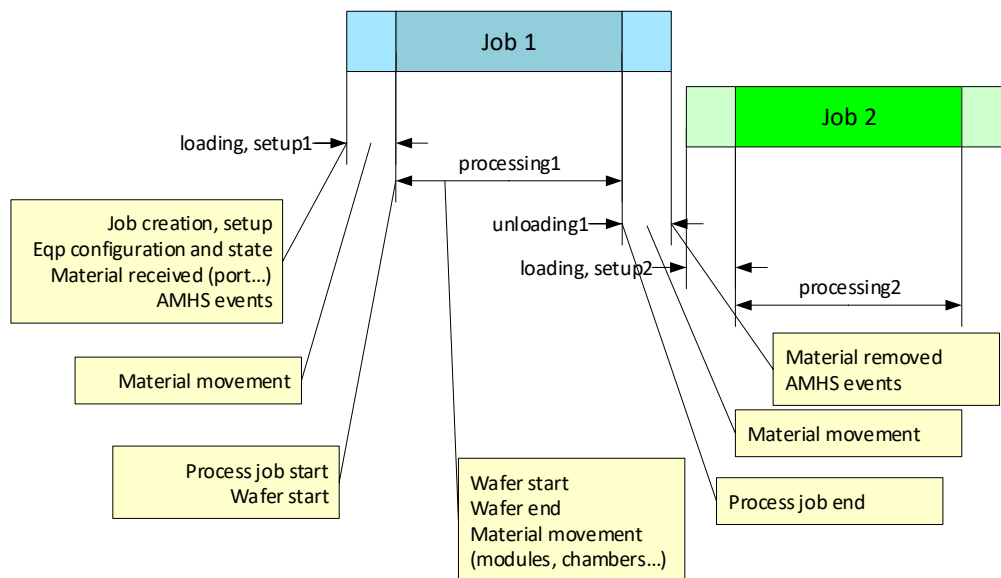 Job 1
Job 2
loading, setup1
processing1
unloading1
loading, setup2
processing2
Job creation, setup
Eqp configuration and state
Material received (port...)
AMHS events
Material movement
Process job start
Wafer start
Wafer start
Wafer end
Material movement
(modules, chambers...)
Material removed
AMHS events
Material movement
Process job end